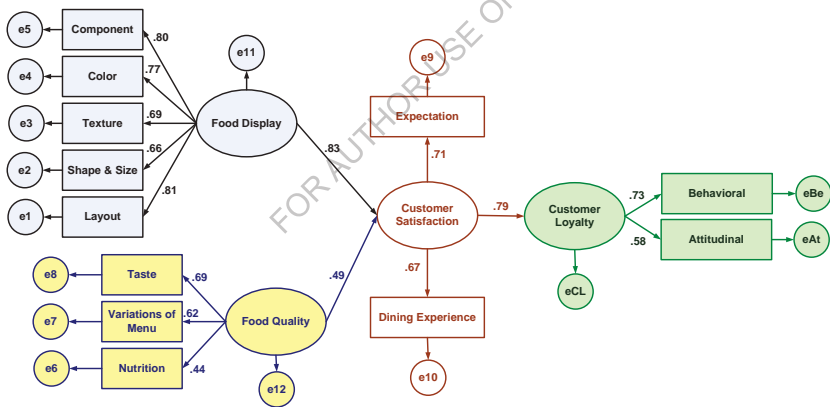 e5
Component
.80
e4
Color
.77
e3
Texture
.69
e2
Shape & Size
.66
e1
Layout
.81
e11
Food Display
.83
e8
Taste
.69
e7
Variations
of Menu
.62
e6
Nutrition
.44
Food Quality
.49
e12
e9
Expectation
.71
Customer
Satisfaction
.79
.67
Dining Experience
e10
Customer
Loyalty
.73
Behavioral
eBe
.58
Attitudinal
eAt
eCL
FOR AUTHOR USE